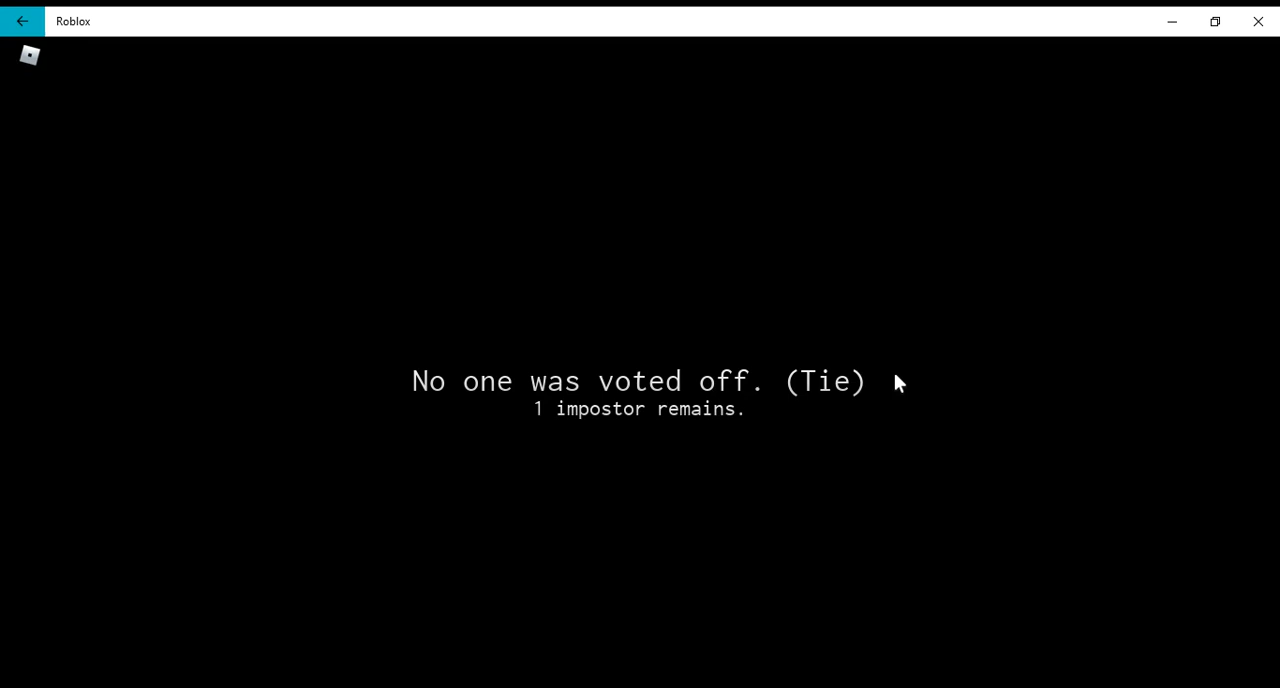 Roblox
No one was voted off. (Tie)
1 impostor remains.